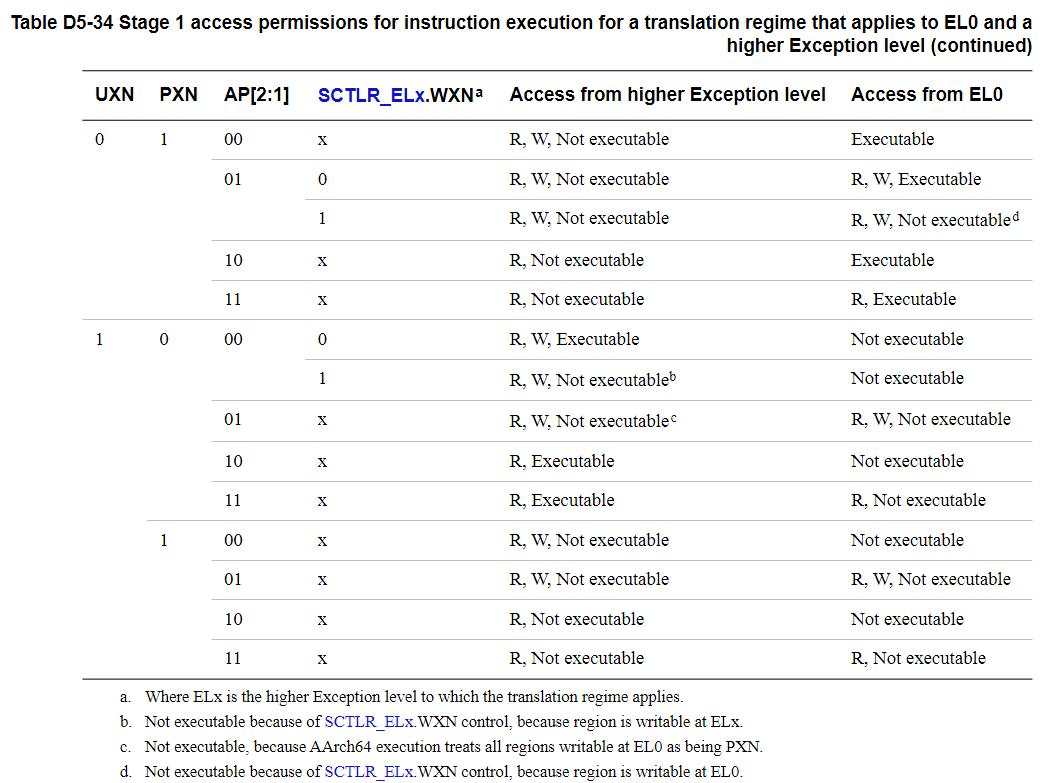 Table D5-34 Stage 1 access permissions for instruction execution for a translation regime that applies to EL0 and a
higher Exception level (continued)
UXN PXN AP[2:1] SCTLR_ELx.WXNa Access from higher Exception level Access from EL0
0 1 00 x R, W, Not executable Executable
01 0 R, W, Not executable R, W, Executable
1 R, W, Not executable R, W, Not executabled
10 x R, Not executable Executable
11 x R, Not executable R, Executable
1 0 00 0 R, W, Executable Not executable
1 R, W, Not executableb Not executable
01 x R, W, Not executablec R, W, Not executable
10 x R, Executable Not executable
11 x R, Executable R, Not executable
1 00 x R, W, Not executable Not executable
01 x R, W, Not executable R, W, Not executable
10 x R, Not executable Not executable
11 x R, Not executable R, Not executable
a. Where ELx is the higher Exception level to which the translation regime applies.
b. Not executable because of SCTLR_ELx.WXN control, because region is writable at ELx.
c. Not executable, because AArch64 execution treats all regions writable at EL0 as being PXN.
d. Not executable because of SCTLR_ELx.WXN control, because region is writable at EL0.